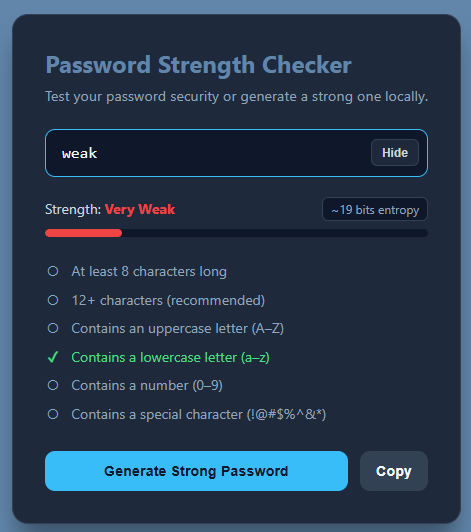 Password Strength Checker
Test your password security or generate a strong one locally.
weak
Hide
Strength: Very Weak
~19 bits entropy
At least 8 characters long
12+ characters (recommended)
Contains an uppercase letter (A–Z)
Contains a lowercase letter (a–z)
Contains a number (0–9)
Contains a special character (!@#$%^&*)
Generate Strong Password
Copy